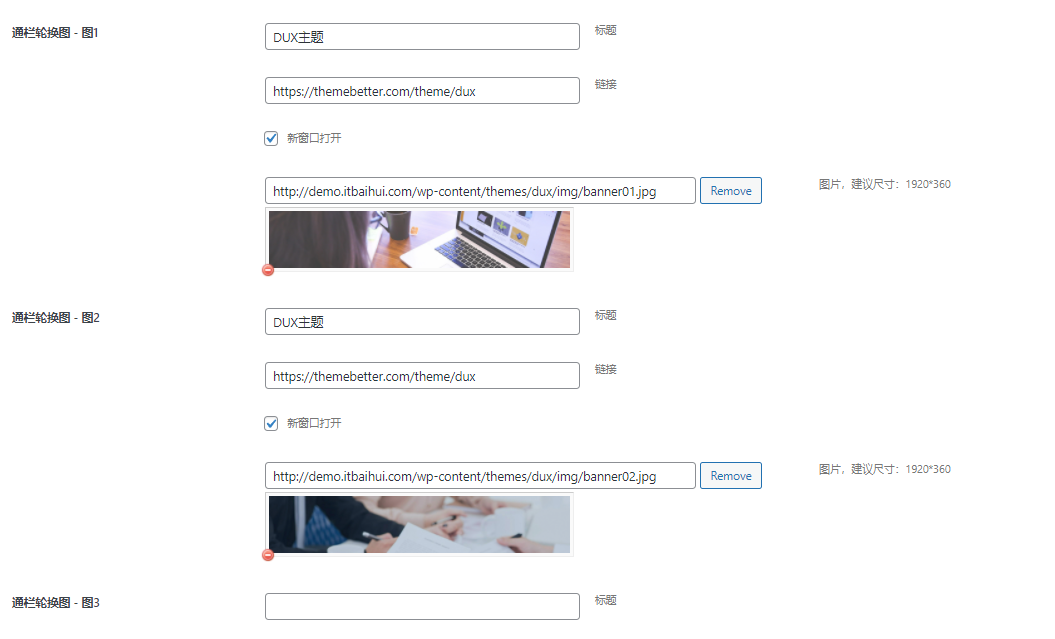 通栏轮换图 - 图1
DUX主题
标题
https://themebetter.com/theme/dux
链接
新窗口打开
http://demo.itbaihui.com/wp-content/themes/dux/img/banner01.jpg
Remove
图片，建议尺寸：1920*360
通栏轮换图 - 图2
DUX主题
标题
https://themebetter.com/theme/dux
链接
新窗口打开
http://demo.itbaihui.com/wp-content/themes/dux/img/banner02.jpg
Remove
图片，建议尺寸：1920*360
通栏轮换图 - 图3
标题